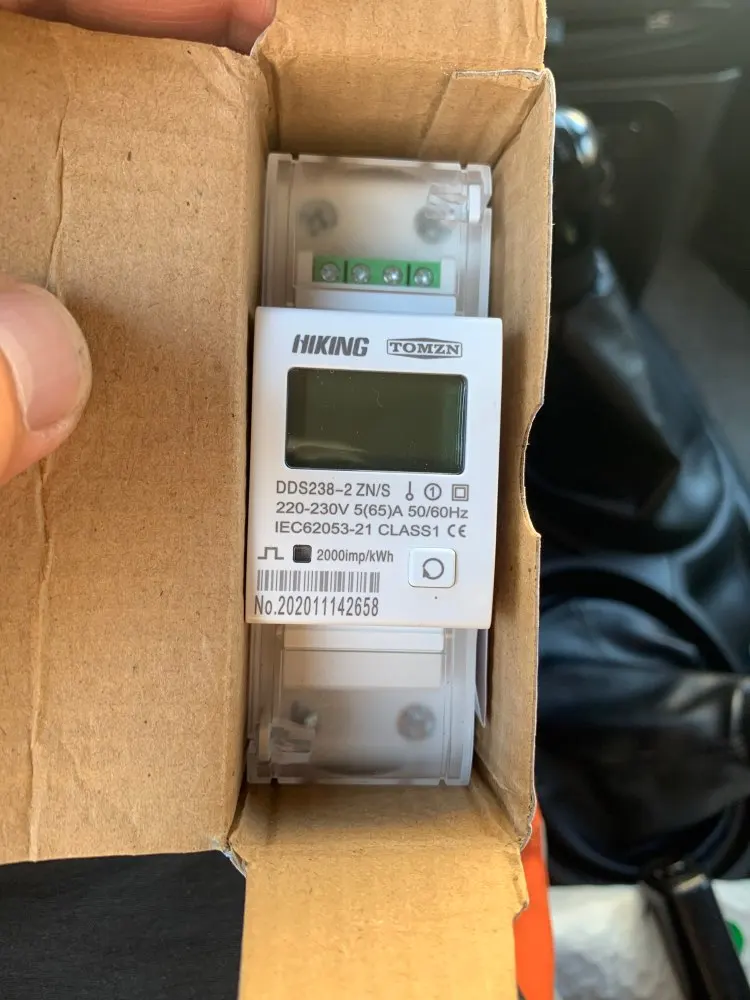 HIKING TOMZN
DDS238-2 ZN/S 1
220-230V 5(65)A 50/60Hz
IEC62053-21 CLASS1 CE
2000imp/kWh
No.202011142658